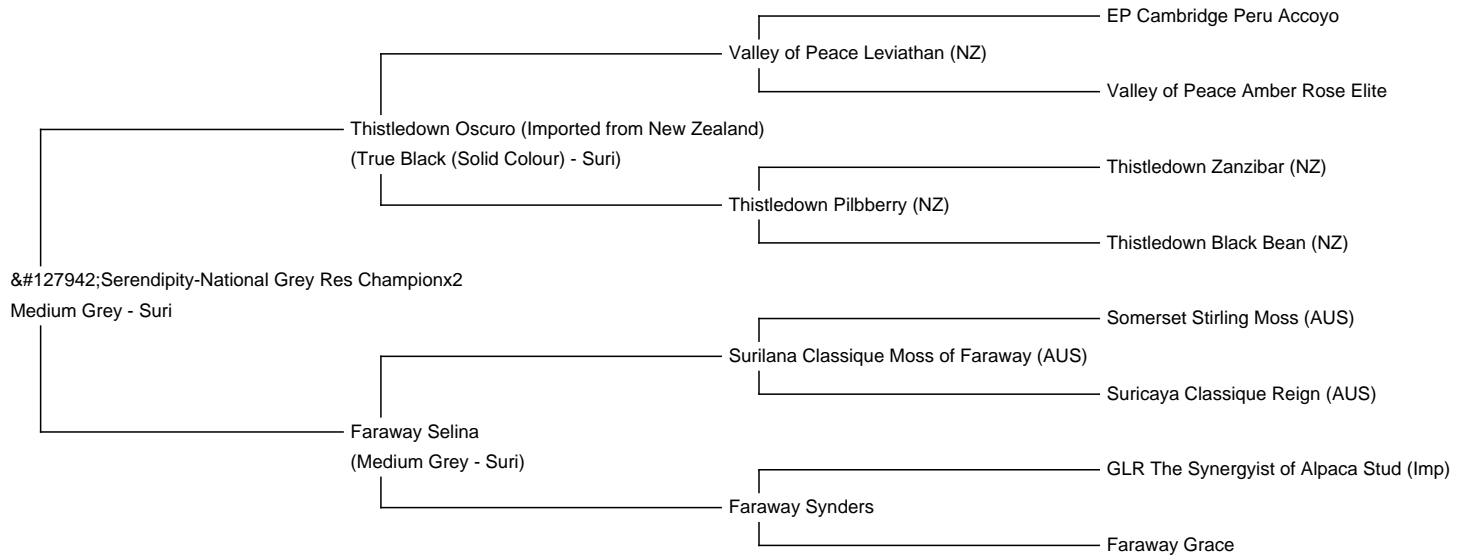 EP Cambridge Peru Accoyo
Valley of Peace Leviathan (NZ)
Valley of Peace Amber Rose Elite
Thistledown Oscuro (Imported from New Zealand)
(True Black (Solid Colour) - Suri)
Thistledown Zanzibar (NZ)
Thistledown Pilbberry (NZ)
Thistledown Black Bean (NZ)
&#127942;Serendipity-National Grey Res Championx2
Medium Grey - Suri
Somerset Stirling Moss (AUS)
Surilana Classique Moss of Faraway (AUS)
Suricaya Classique Reign (AUS)
Faraway Selina
(Medium Grey - Suri)
GLR The Synergyist of Alpaca Stud (Imp)
Faraway Synders
Faraway Grace